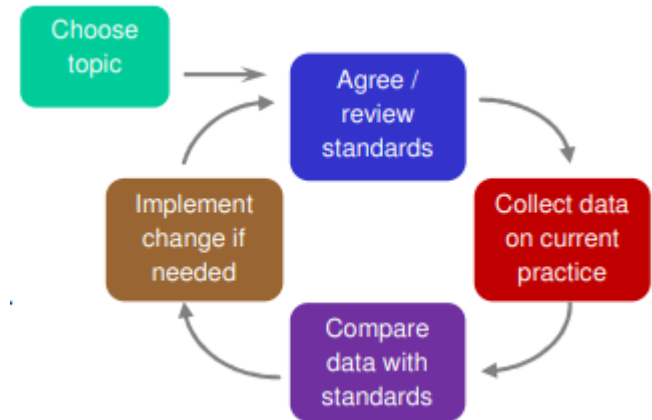 Choose
topic
Agree /
review
standards
Collect data
on current
practice
Compare
data with
standards
Implement
change if
needed